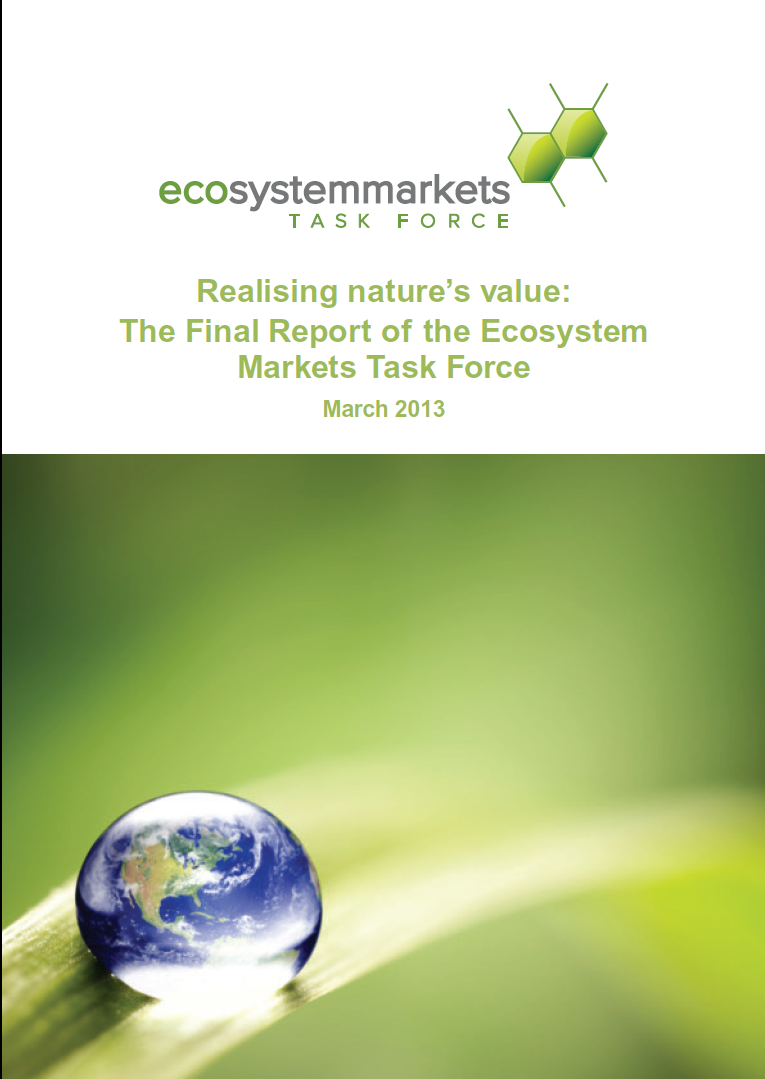 ecosystemmarkets
TASK FORCE
Realising nature’s value:
The Final Report of the Ecosystem
Markets Task Force
March 2013